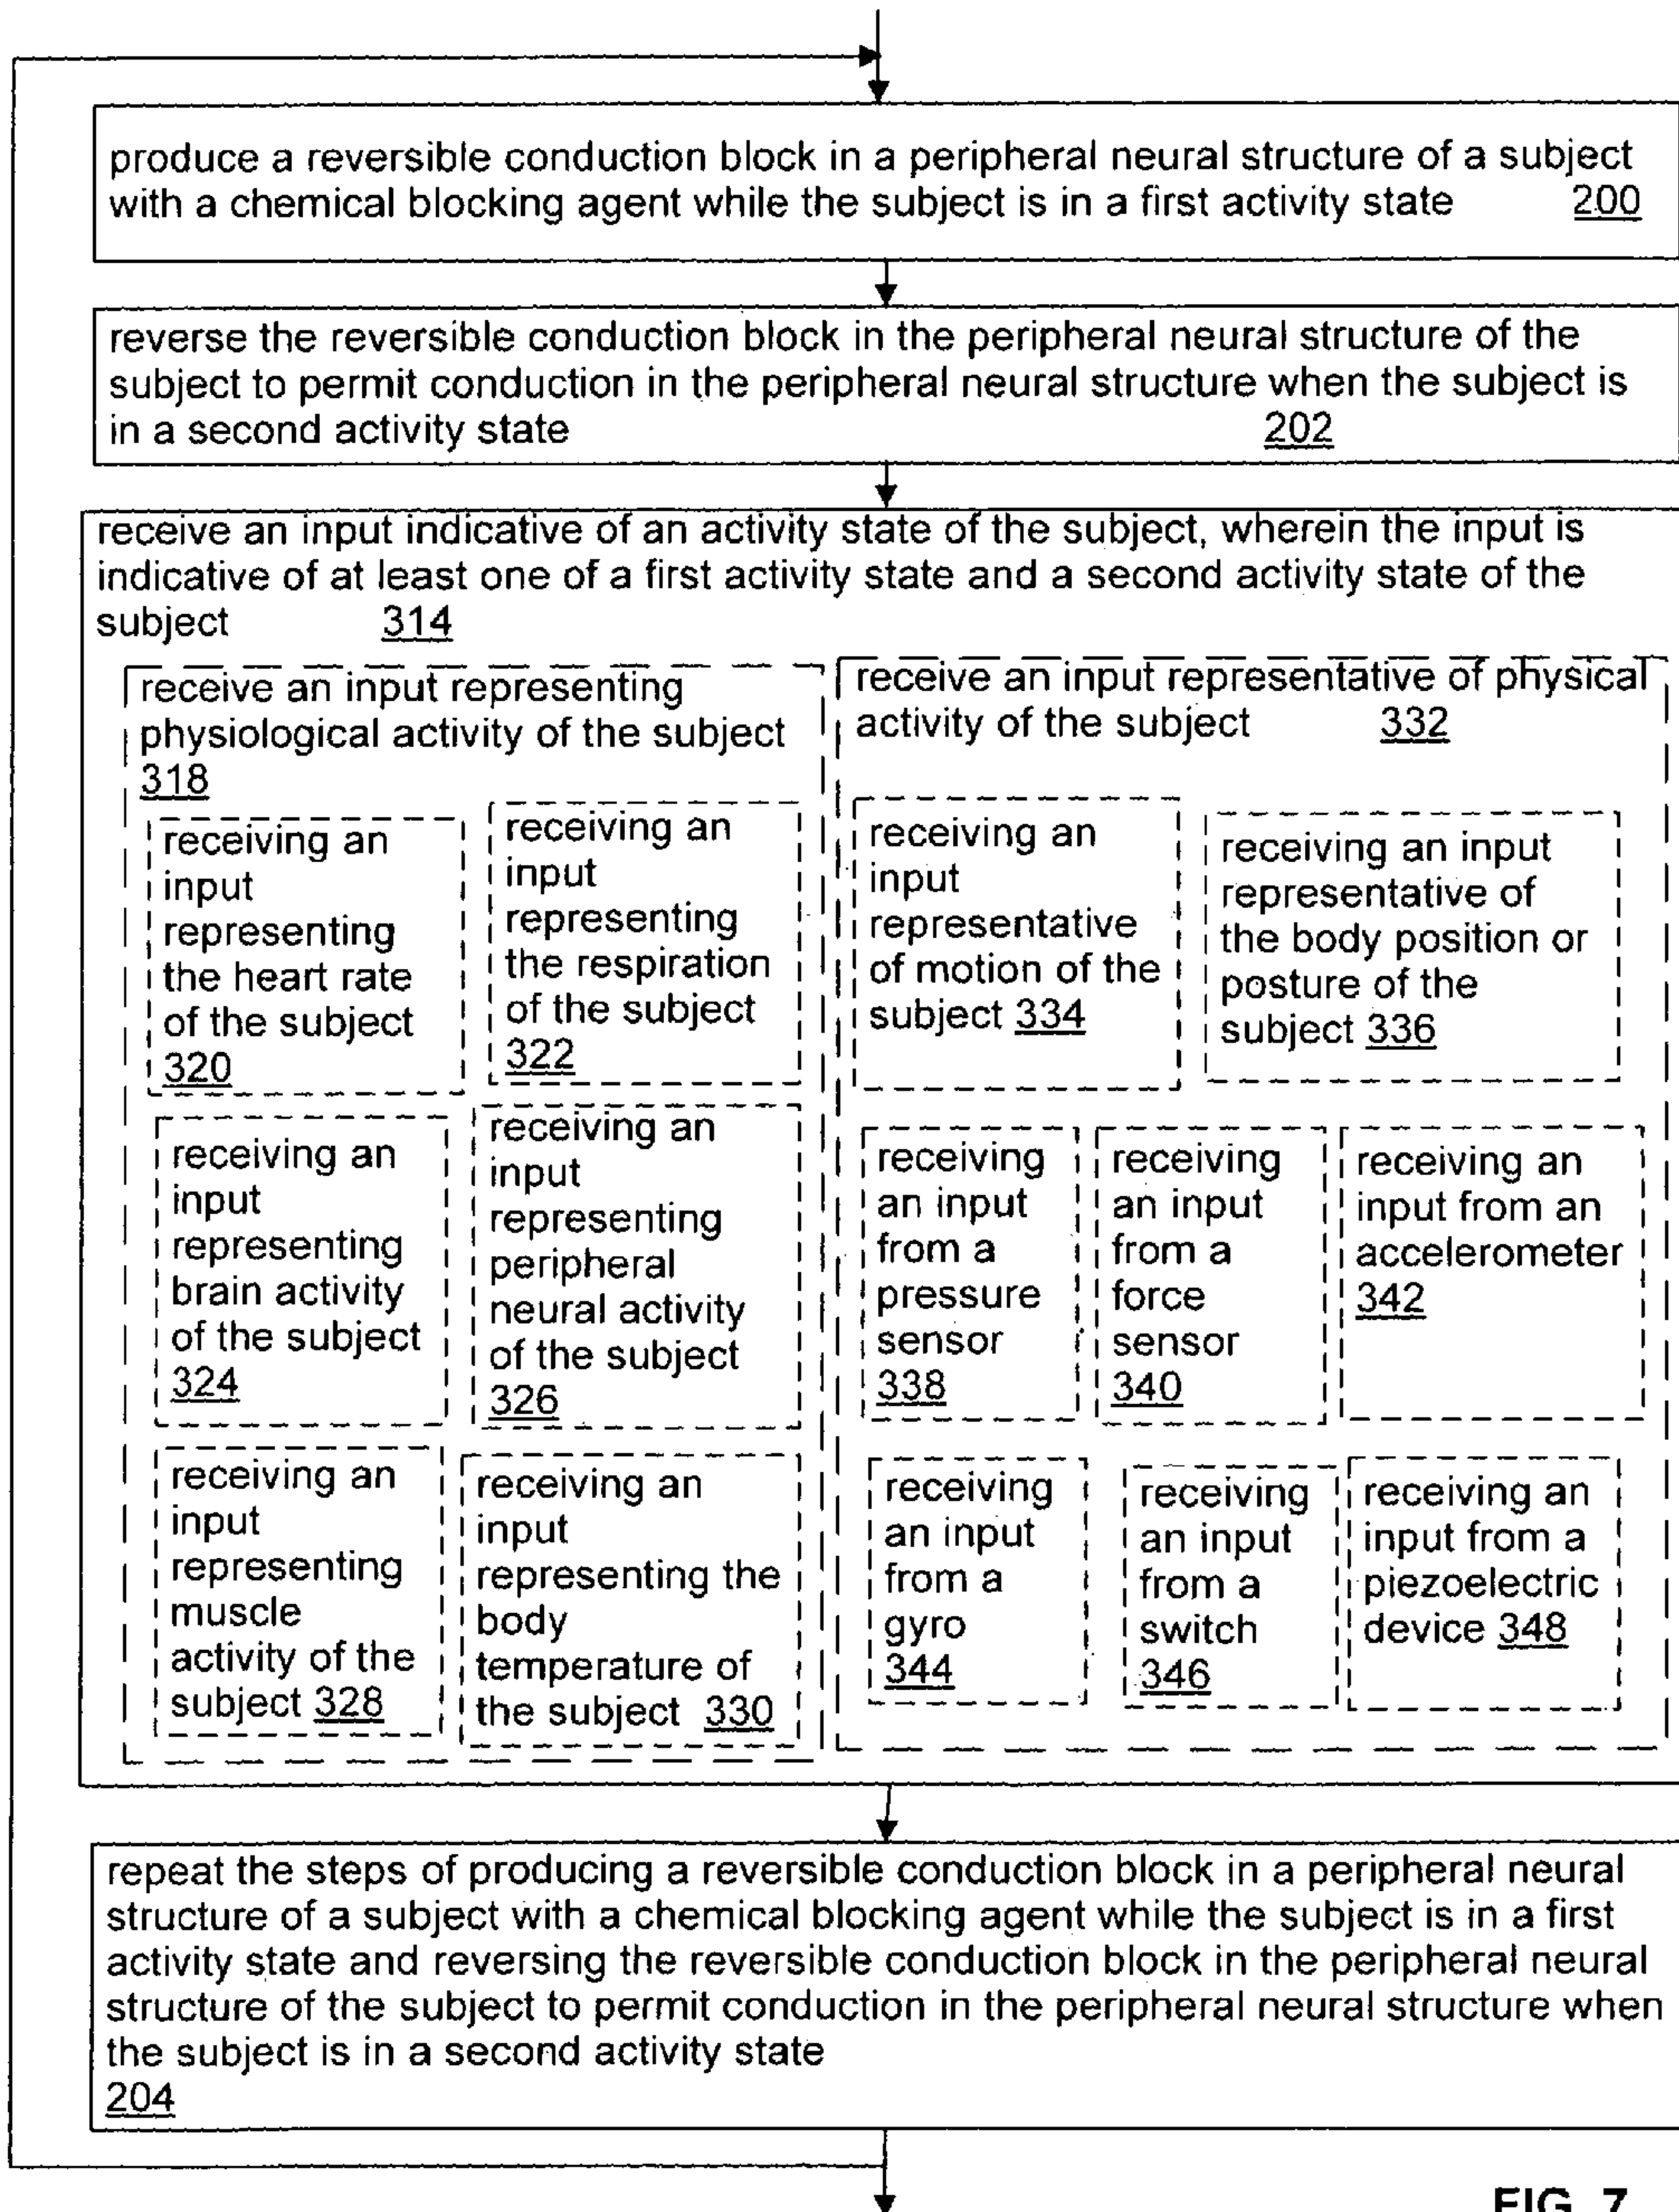 produce a reversible conduction block in a peripheral neural structure of a subject
with a chemical blocking agent while the subject is in a first activity state 200
reverse the reversible conduction block in the peripheral neural structure of the
subject to permit conduction in the peripheral neural structure when the subject is
in a second activity state 202
receive an input indicative of an activity state of the subject, wherein the input is
indicative of at least one of a first activity state and a second activity state of the
subject 314
receive an input representing
physiological activity of the subject
318
receiving an
input
representing
the heart rate
of the subject
320
receiving an
input
representing
the respiration
of the subject
322
receiving an
input
representing
brain activity
of the subject
324
receiving an
input
representing
peripheral
neural activity
of the subject
326
receiving an
input
representing
muscle
activity of the
subject 328
receiving an
input
representing the
body
temperature of
the subject 330
receive an input representative of physical
activity of the subject 332
receiving an
input
representative
of motion of the
subject 334
receiving an input
representative of
the body position or
posture of the
subject 336
receiving
an input
from a
pressure
sensor
338
receiving
an input
from a
force
sensor
340
receiving an
input from an
accelerometer
342
receiving
an input
from a
gyro
344
receiving
an input
from a
switch
346
receiving an
input from a
piezoelectric
device 348
repeat the steps of producing a reversible conduction block in a peripheral neural
structure of a subject with a chemical blocking agent while the subject is in a first
activity state and reversing the reversible conduction block in the peripheral neural
structure of the subject to permit conduction in the peripheral neural structure when
the subject is in a second activity state
204
FIG. 7